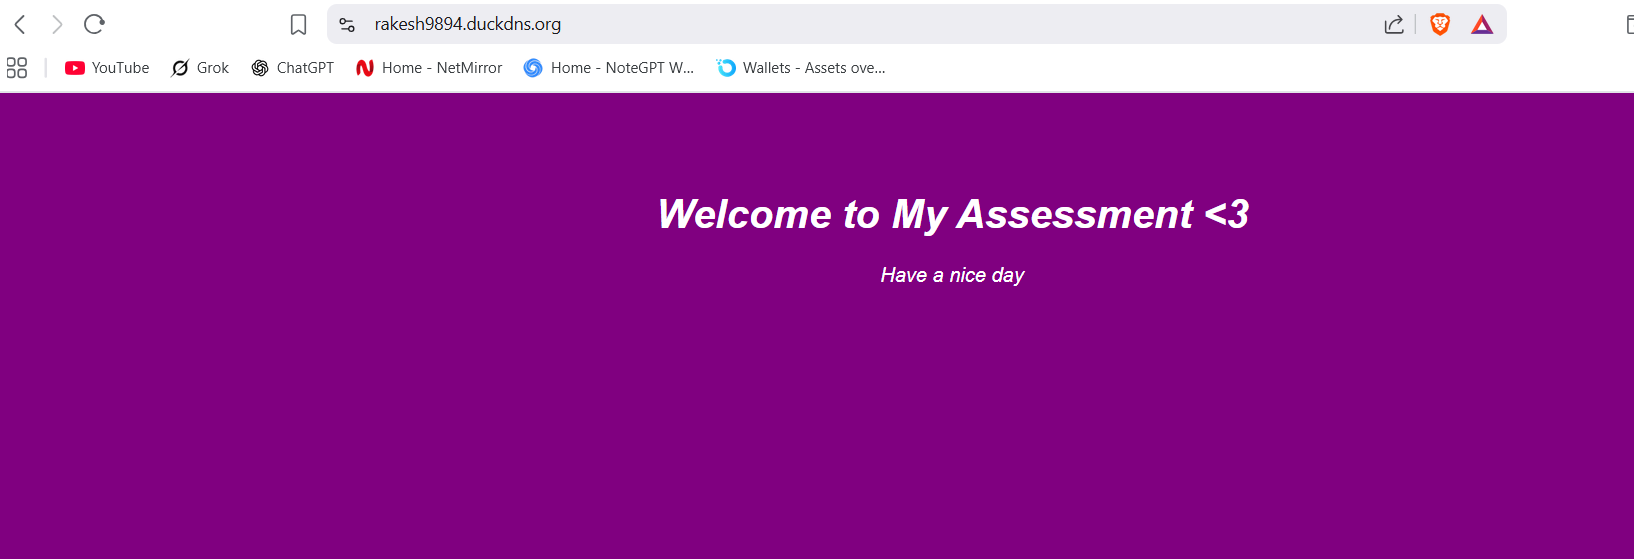 rakesh9894.duckdns.org
YouTube Grok ChatGPT Home - NetMirror Home - NoteGPT W... Wallets - Assets ove...
Welcome to My Assessment <3
Have a nice day